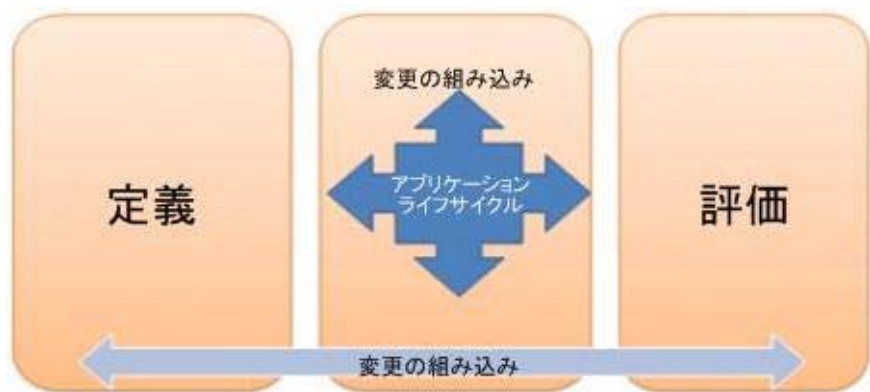 定義
変更の組み込み
アプリケーション
ライフサイクル
評価
変更の組み込み